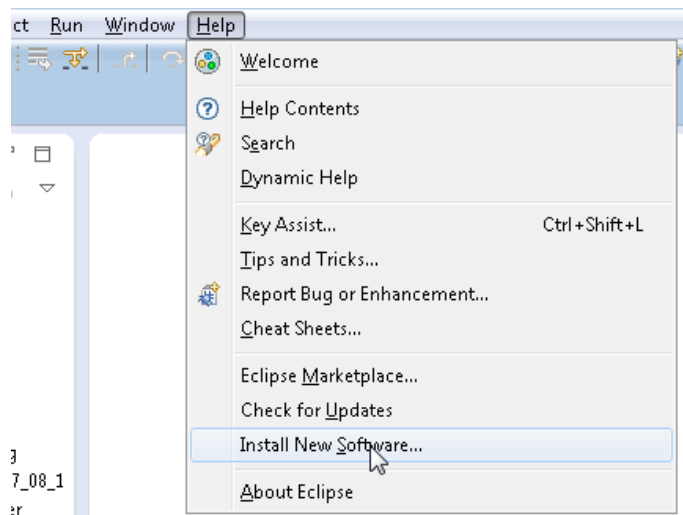 ct Run Window Help
Welcome
Help Contents
Search
Dynamic Help
Key Assist... Ctrl+Shift+L
Tips and Tricks...
Report Bug or Enhancement...
Cheat Sheets...
Eclipse Marketplace...
Check for Updates
Install New Software...
g
7_08_1
er
About Eclipse